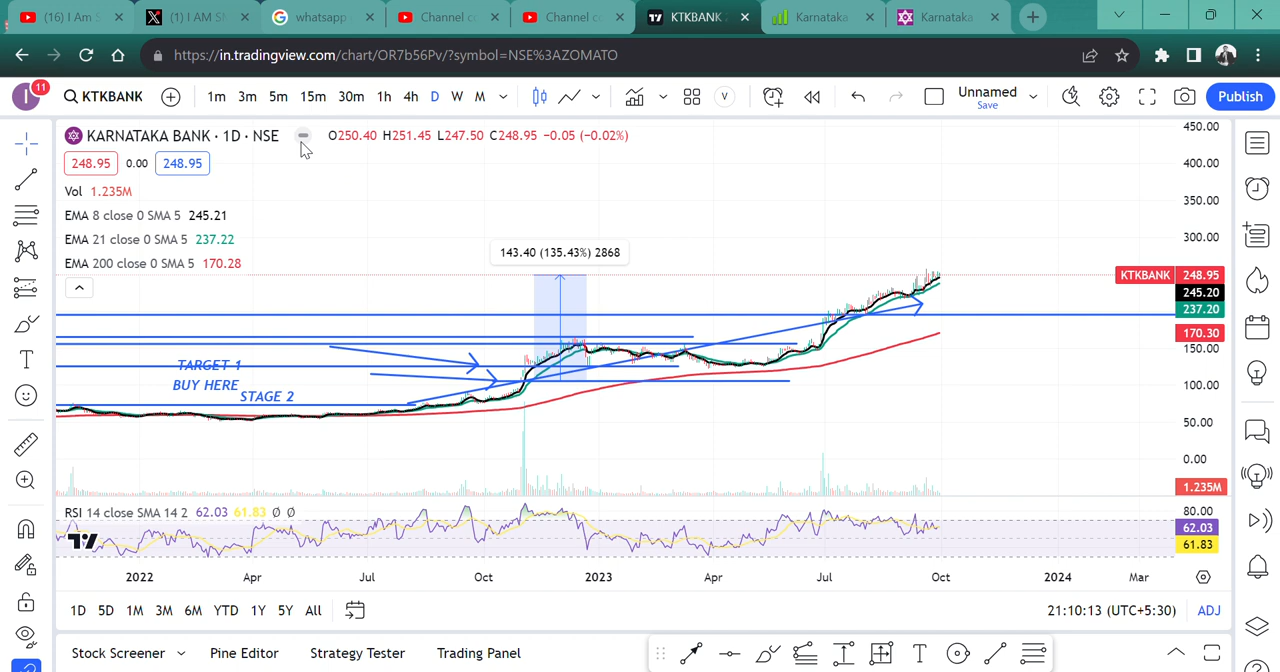 (16) I Am S
(1) I AM SN
whatsapp
Channel co
Channel co
KTKBANK
Karnataka
Karnataka
https://in.tradingview.com/chart/OR7b56Pv/?symbol=NSE%3AZOMATO
I 11 KTKBANK 1m 3m 5m 15m 30m 1h 4h D W M V Unnamed Save Publish
KARNATAKA BANK · 1D · NSE O250.40 H251.45 L247.50 C248.95 −0.05 (−0.02%)
248.95 0.00 248.95
Vol 1.235M
EMA 8 close 0 SMA 5 245.21
EMA 21 close 0 SMA 5 237.22
EMA 200 close 0 SMA 5 170.28
143.40 (135.43%) 2868
TARGET 1
BUY HERE
STAGE 2
450.00
400.00
350.00
300.00
KTKBANK 248.95
245.20
237.20
170.30
150.00
100.00
50.00
0.00
1.235M
RSI 14 close SMA 14 2 62.03 61.83 Ø Ø
80.00
62.03
61.83
2022 Apr Jul Oct 2023 Apr Jul Oct 2024 Mar
1D 5D 1M 3M 6M YTD 1Y 5Y All 21:10:13 (UTC+5:30) ADJ
Stock Screener Pine Editor Strategy Tester Trading Panel